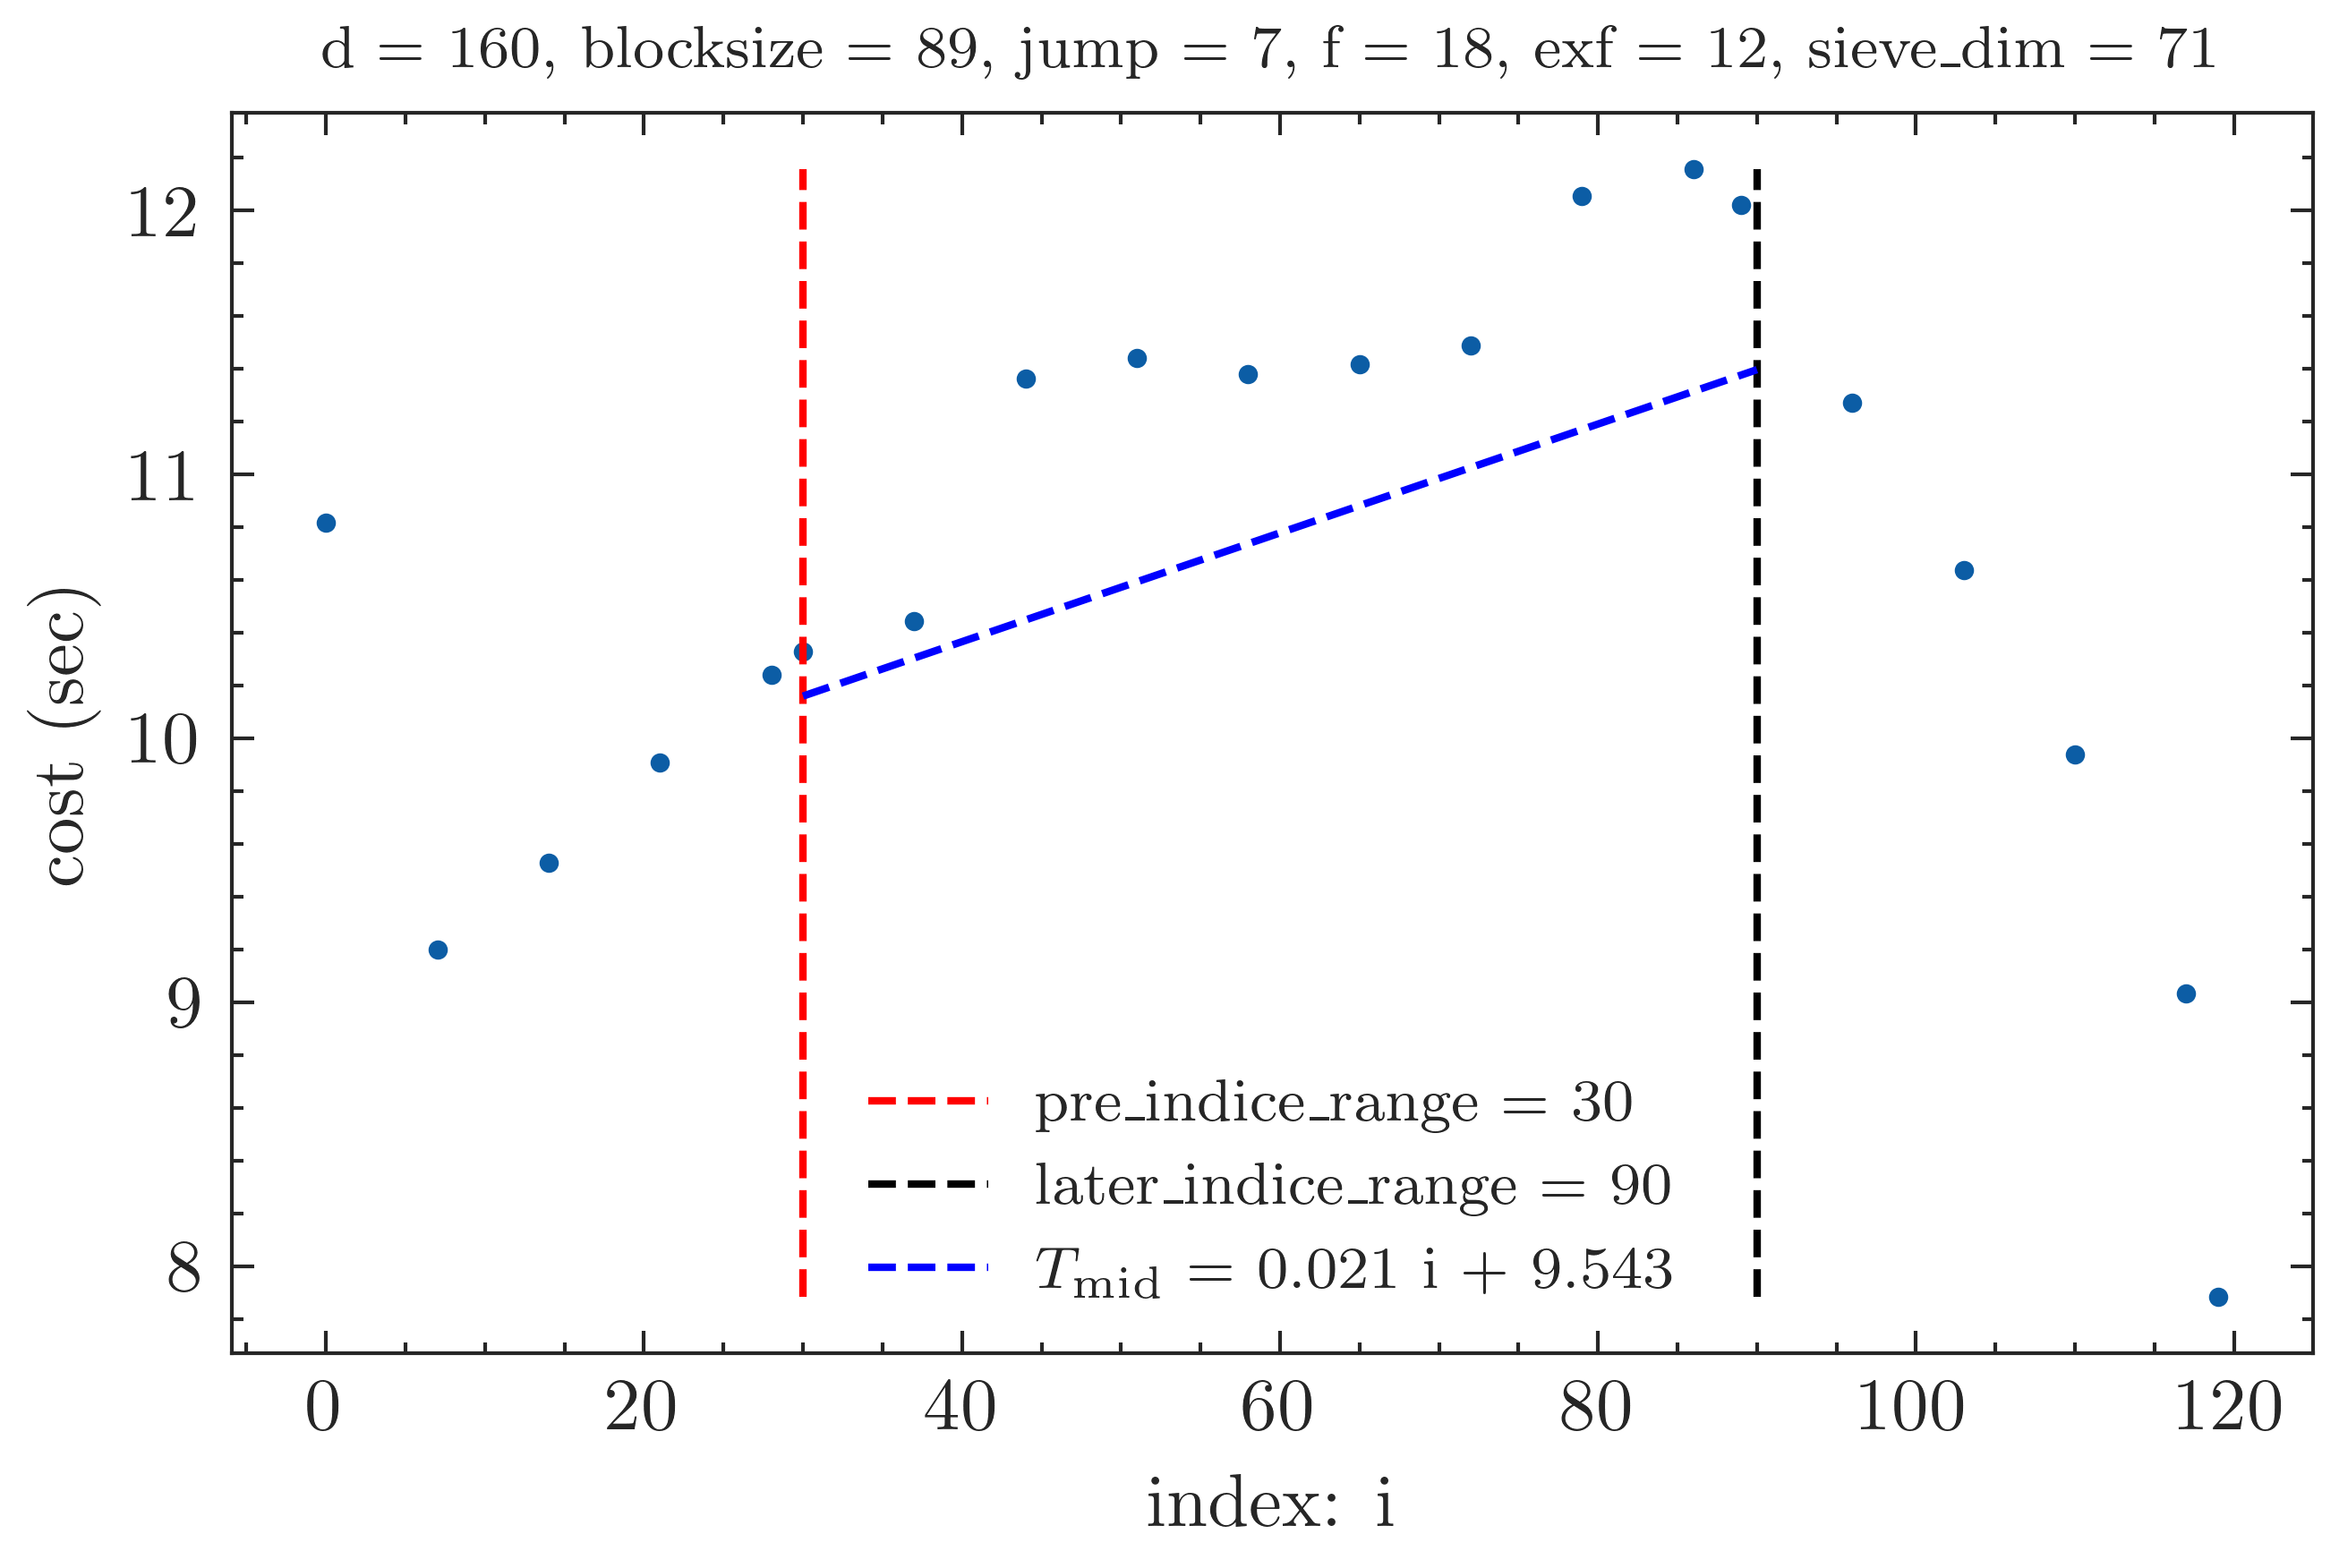 d = 160, blocksize = 89, jump = 7, f = 18, exf = 12, sieve_dim = 71
12
11
10
9
8
cost (sec)
pre_indice_range = 30
later_indice_range = 90
T_mid = 0.021 i + 9.543
0 20 40 60 80 100 120
index: i